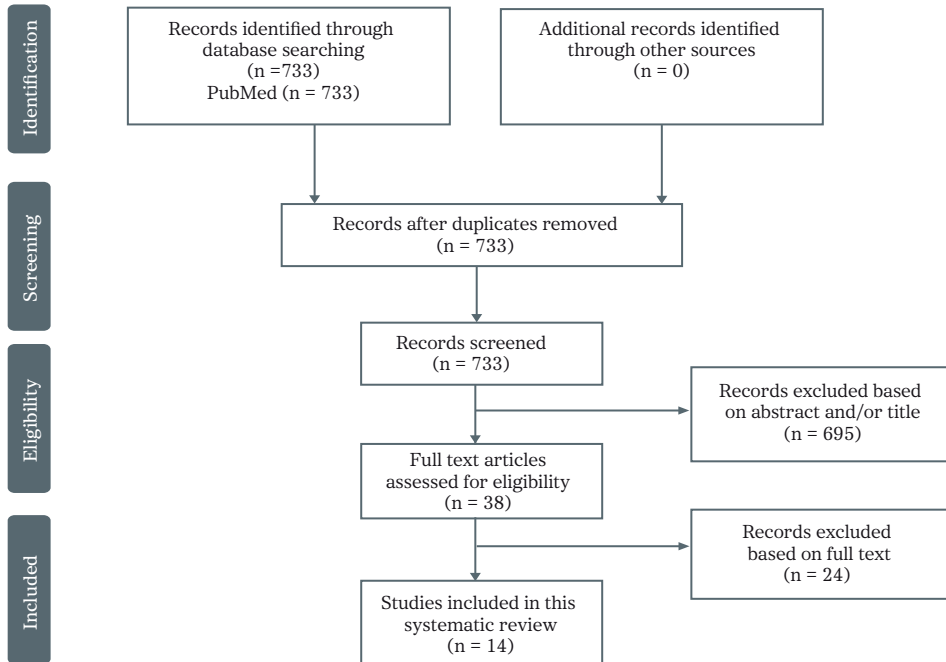 Identification
Records identified through
database searching
(n =733)
PubMed (n = 733)
Additional records identified
through other sources
(n = 0)
Screening
Records after duplicates removed
(n = 733)
Records screened
(n = 733)
Eligibility
Records excluded based
on abstract and/or title
(n = 695)
Full text articles
assessed for eligibility
(n = 38)
Included
Records excluded
based on full text
(n = 24)
Studies included in this
systematic review
(n = 14)